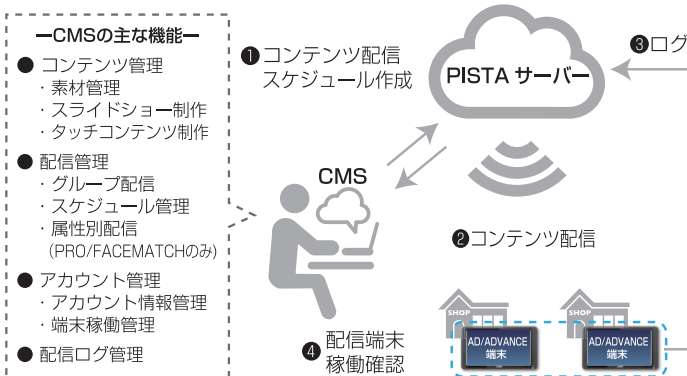 ーCMSの主な機能ー
● コンテンツ管理
・素材管理
・スライドショー制作
・タッチコンテンツ制作
● 配信管理
・グループ配信
・スケジュール管理
・属性別配信
(PRO/FACEMATCHのみ)
● アカウント管理
・アカウント情報管理
・端末稼働管理
● 配信ログ管理
❶コンテンツ配信
スケジュール作成
PISTA サーバー
❸ログ
CMS
❷コンテンツ配信
❹配信端末
稼働確認
SHOP
AD/ADVANCE
端末
SHOP
AD/ADVANCE
端末